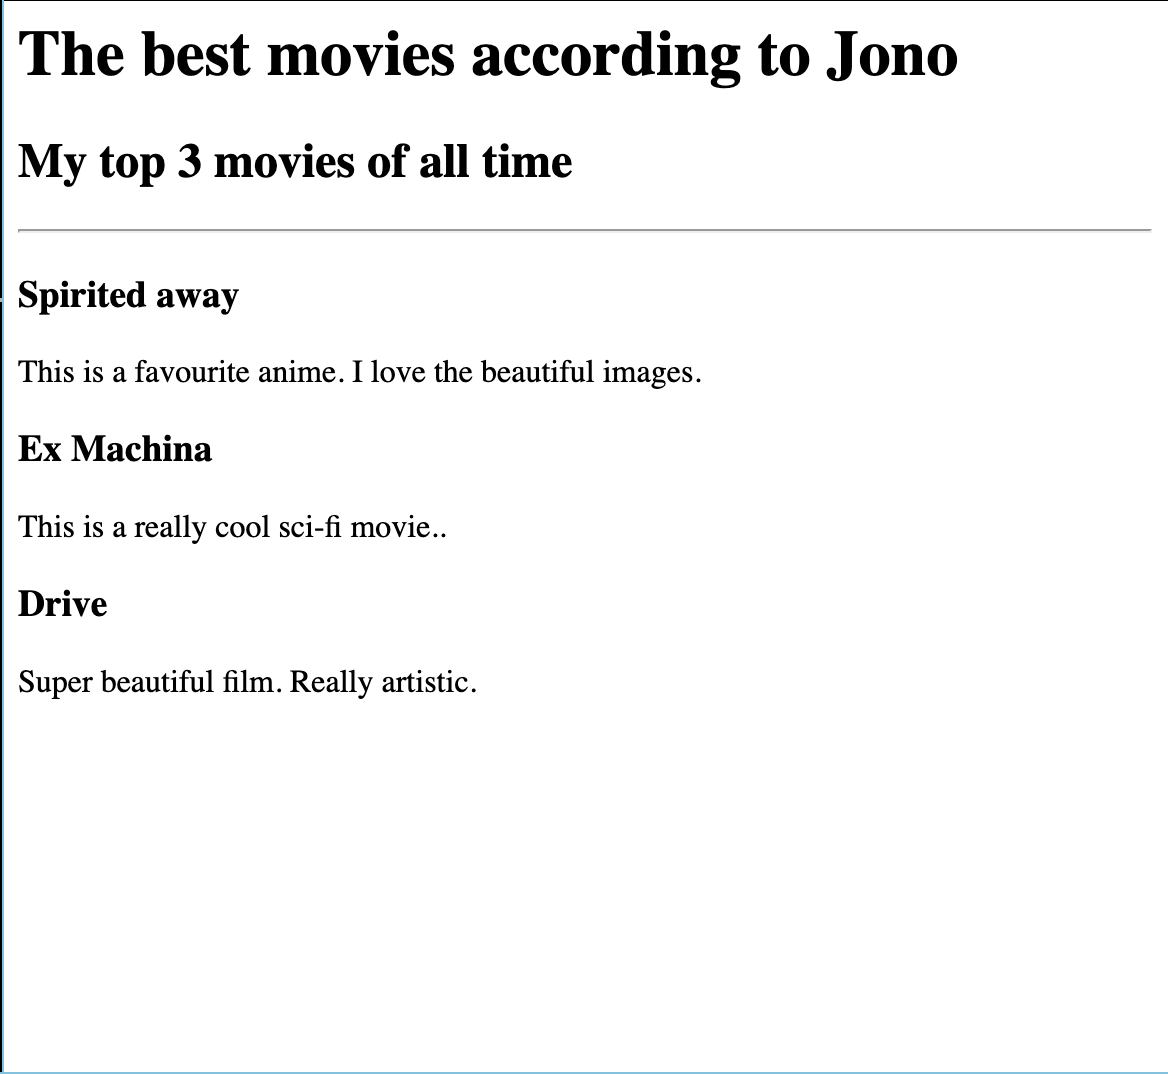 The best movies according to Jono
My top 3 movies of all time
Spirited away
This is a favourite anime. I love the beautiful images.
Ex Machina
This is a really cool sci-fi movie..
Drive
Super beautiful film. Really artistic.